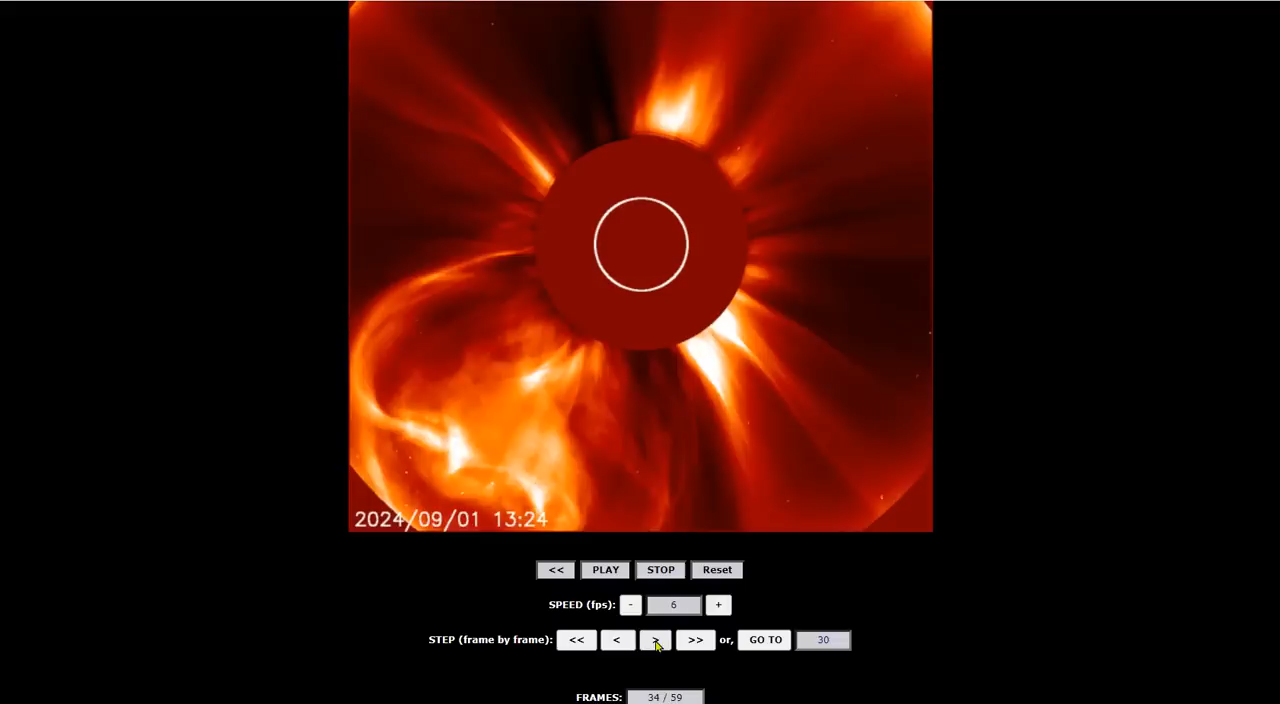 2024/09/01 13:24
<< PLAY STOP Reset
SPEED (fps): - 6 +
STEP (frame by frame): << < > >> or, GO TO 30
FRAMES: 34 / 59